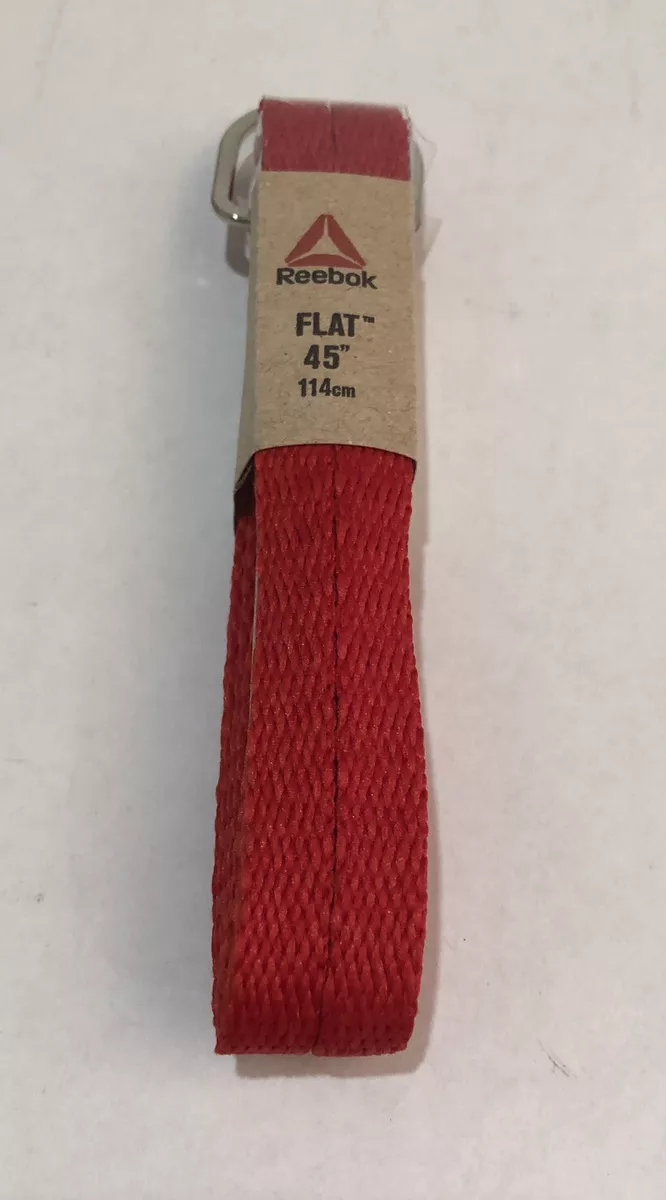 Reebok
FLAT™
45”
114cm